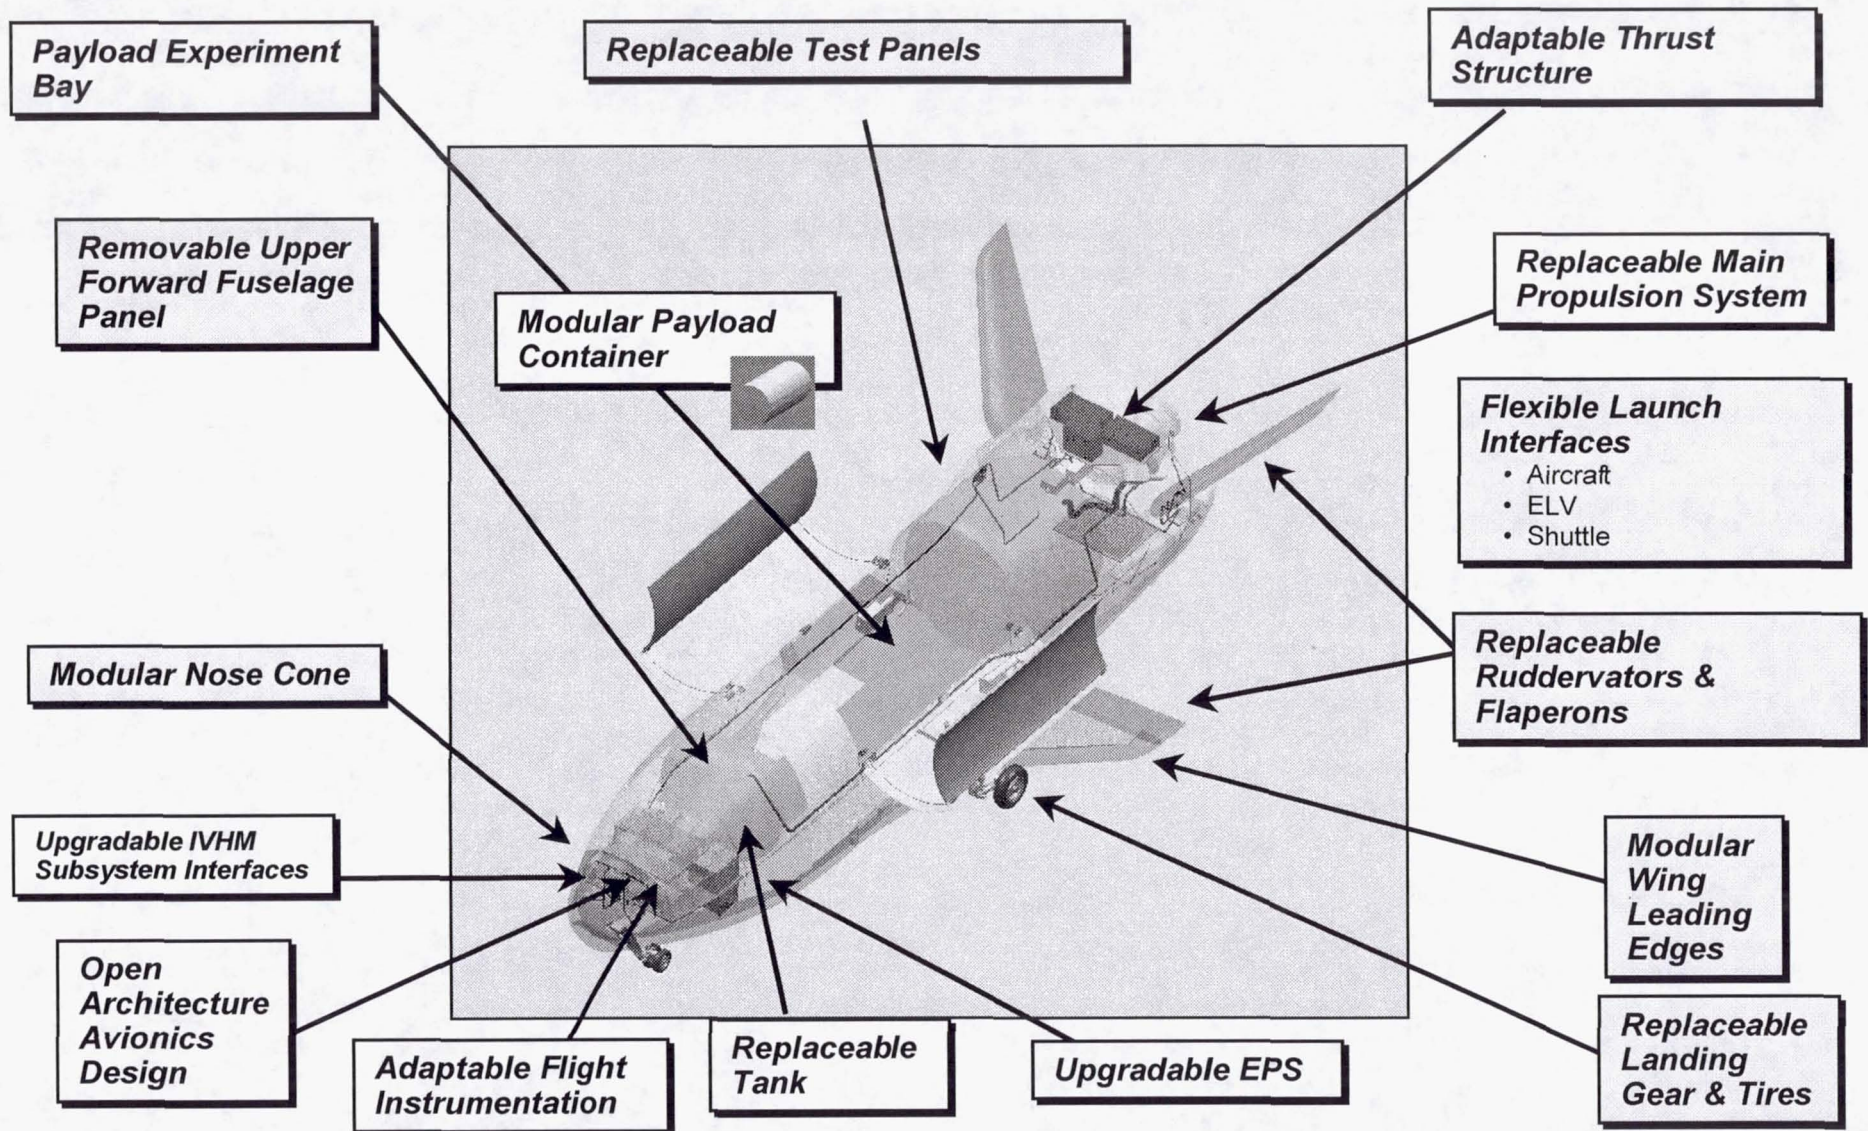 Payload Experiment
Bay
Replaceable Test Panels
Adaptable Thrust
Structure
Removable Upper
Forward Fuselage
Panel
Modular Payload
Container
Replaceable Main
Propulsion System
Flexible Launch
Interfaces
• Aircraft
• ELV
• Shuttle
Modular Nose Cone
Replaceable
Ruddervators &
Flaperons
Upgradable IVHM
Subsystem Interfaces
Modular
Wing
Leading
Edges
Open
Architecture
Avionics
Design
Adaptable Flight
Instrumentation
Replaceable
Tank
Upgradable EPS
Replaceable
Landing
Gear & Tires